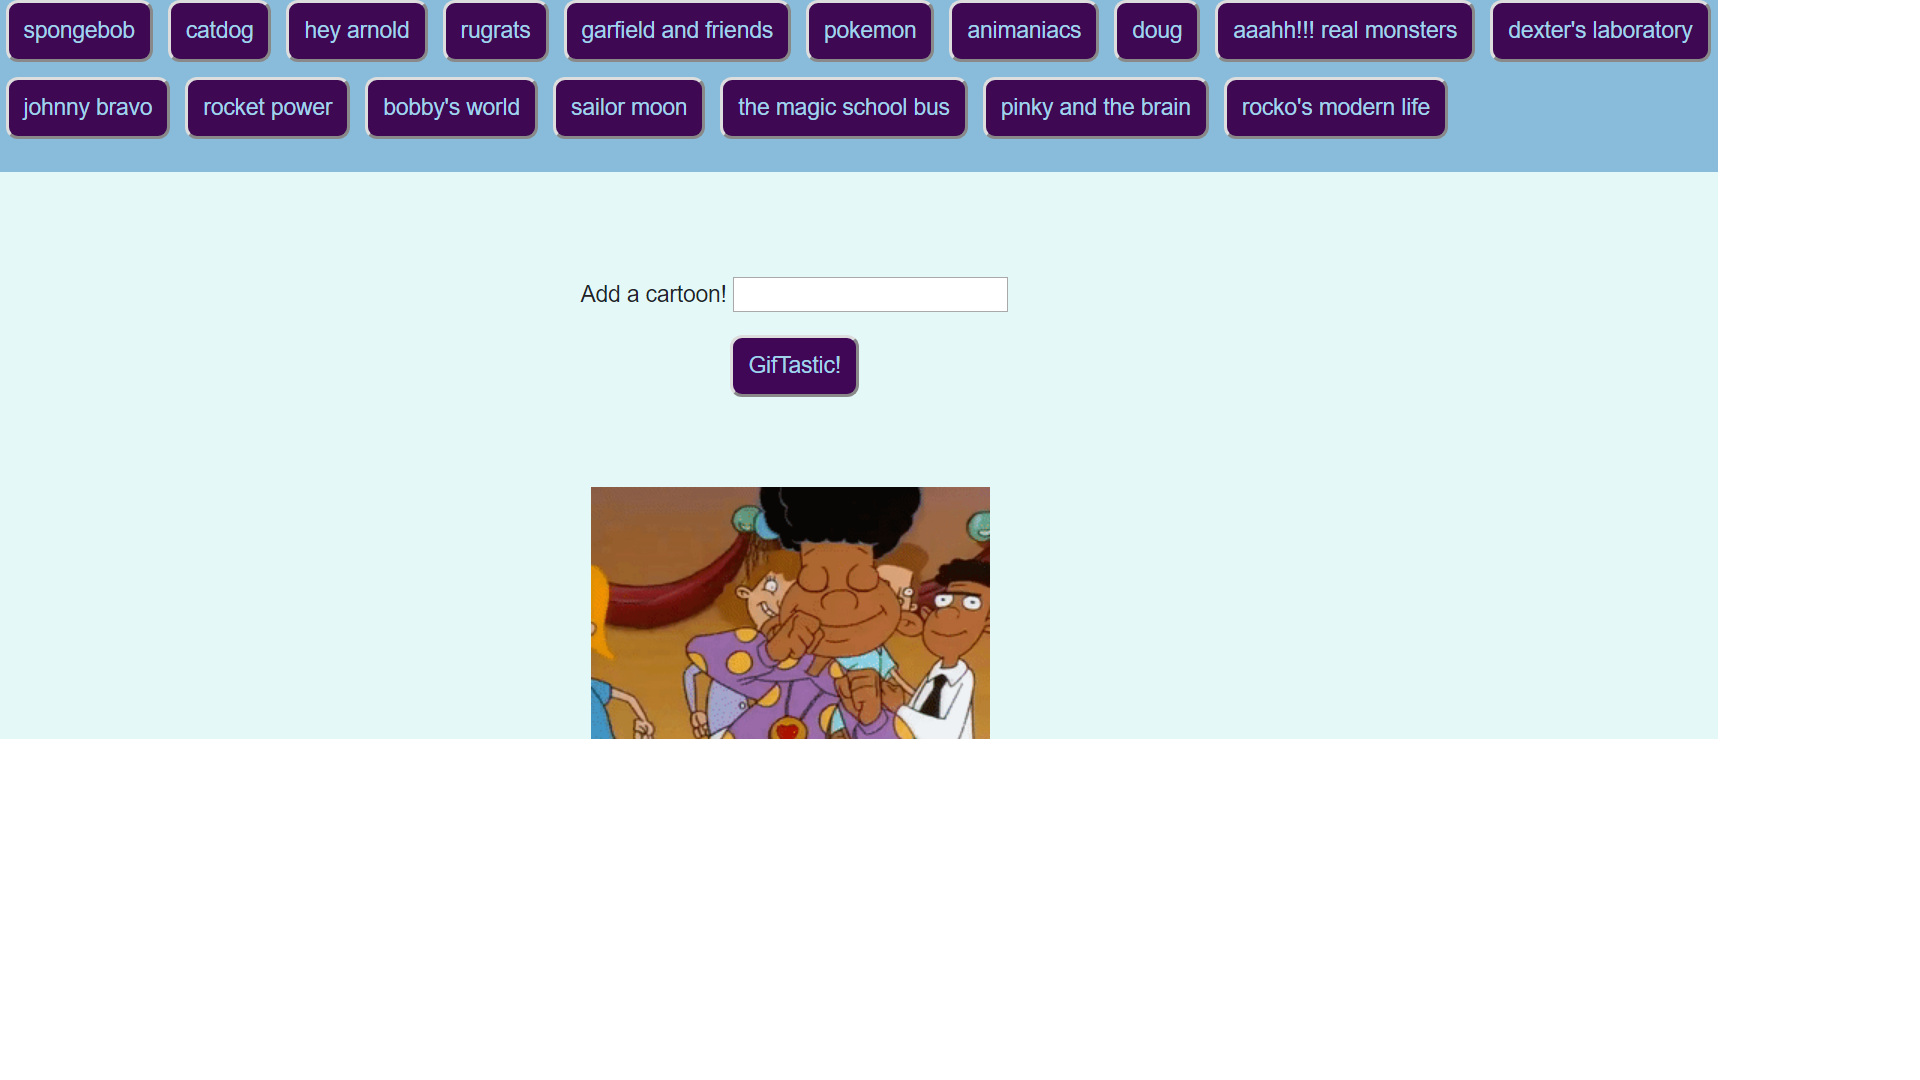 spongebob catdog hey arnold rugrats garfield and friends pokemon animaniacs doug aaahh!!! real monsters dexter's laboratory
johnny bravo rocket power bobby's world sailor moon the magic school bus pinky and the brain rocko's modern life
Add a cartoon!
GifTastic!